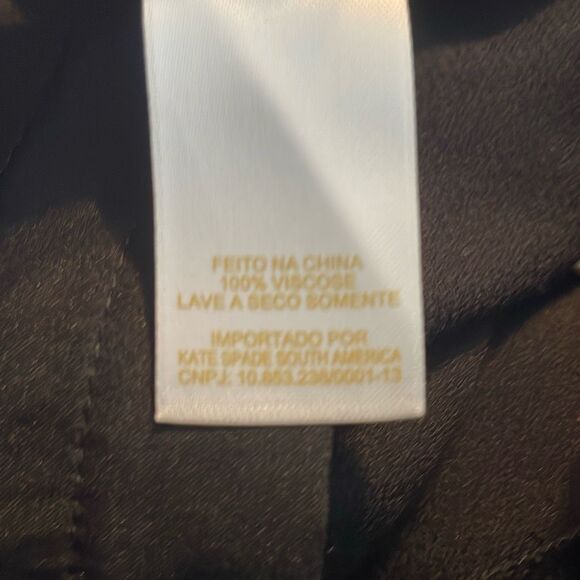 FEITO NA CHINA
100% VISCOSE
LAVE A SECO SOMENTE
IMPORTADO POR
KATE SPADE SOUTH AMERICA
CNPJ: 10.853.236/0001-13